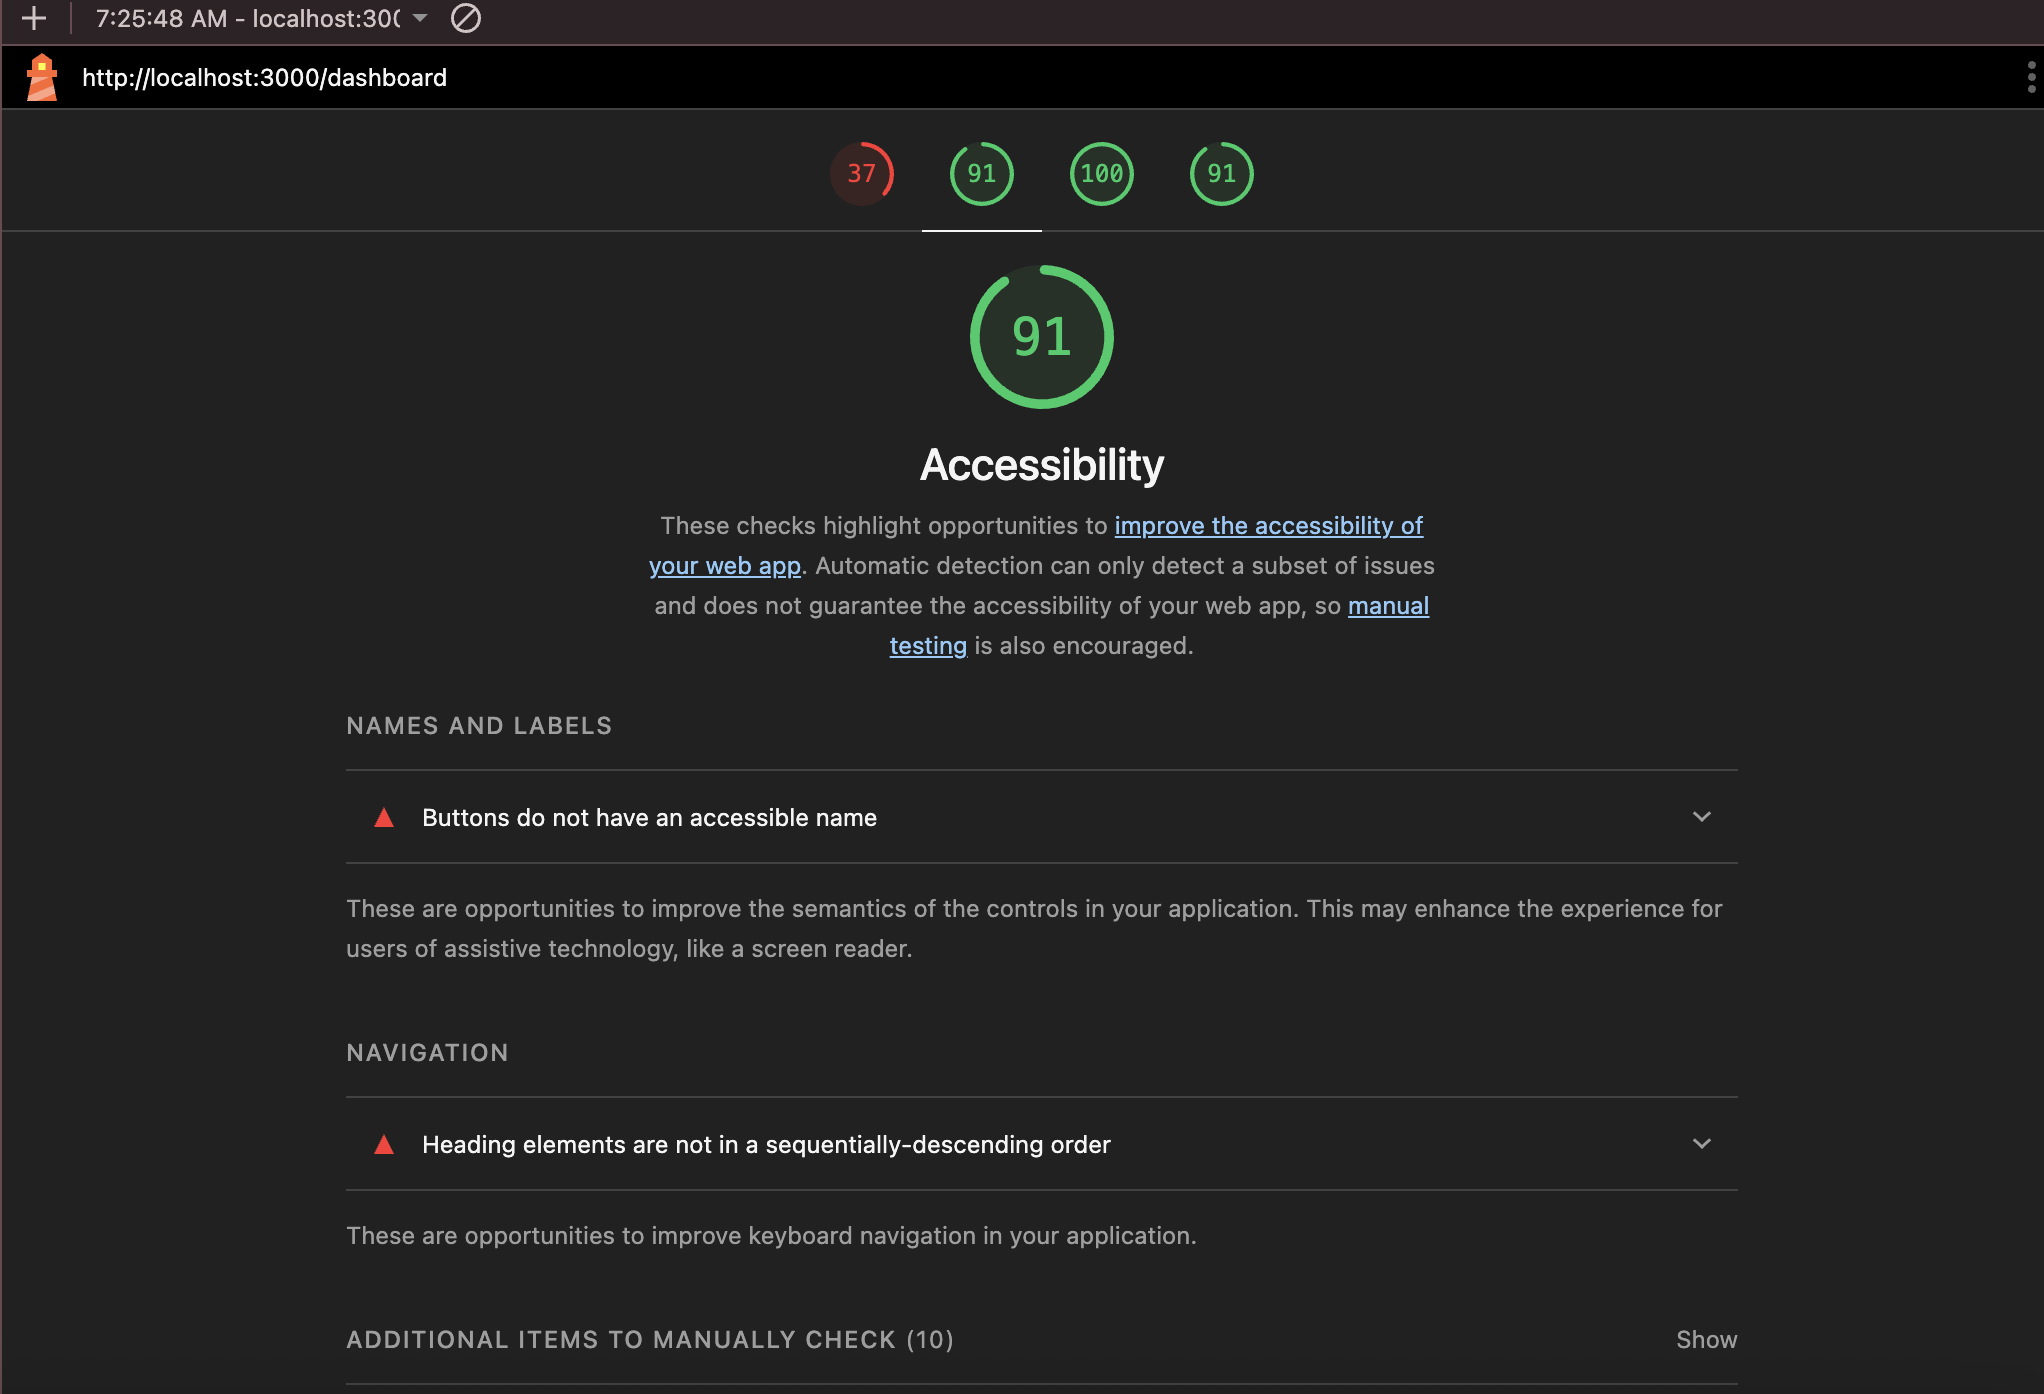 7:25:48 AM - localhost:300
http://localhost:3000/dashboard
37
91
100
91
91
Accessibility
These checks highlight opportunities to improve the accessibility of
your web app. Automatic detection can only detect a subset of issues
and does not guarantee the accessibility of your web app, so manual
testing is also encouraged.
NAMES AND LABELS
Buttons do not have an accessible name
These are opportunities to improve the semantics of the controls in your application. This may enhance the experience for
users of assistive technology, like a screen reader.
NAVIGATION
Heading elements are not in a sequentially-descending order
These are opportunities to improve keyboard navigation in your application.
ADDITIONAL ITEMS TO MANUALLY CHECK (10)
Show